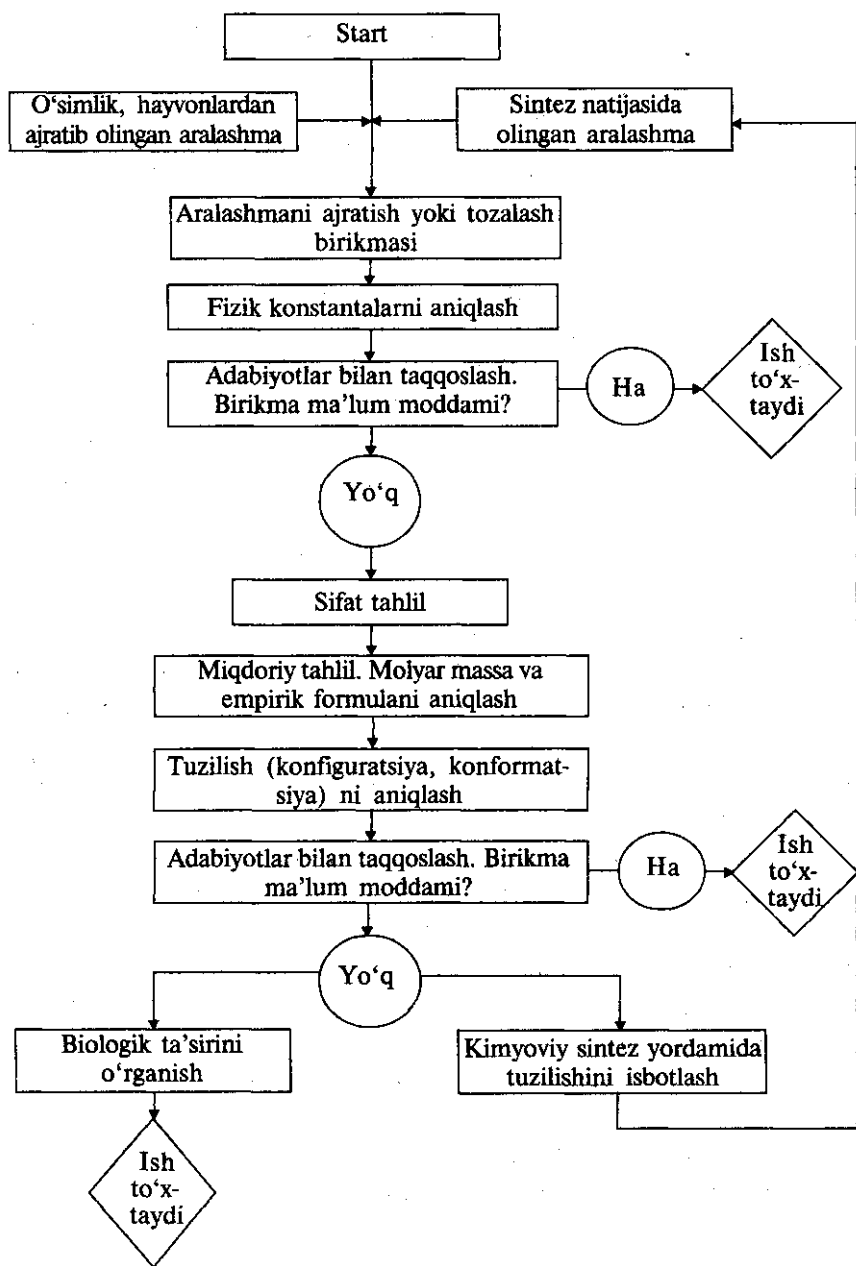 Start
O‘simlik, hayvonlardan
ajratib olingan aralashma
Sintez natijasida
olingan aralashma
Aralashmani ajratish yoki tozalash
birikmasi
Fizik konstantalarni aniqlash
Adabiyotlar bilan taqqoslash.
Birikma ma’lum moddami?
Ha
Ish
to‘x-
taydi
Yo‘q
Sifat tahlil
Miqdoriy tahlil. Molyar massa va
empirik formulani aniqlash
Tuzilish (konfiguratsiya, konformat-
siya) ni aniqlash
Adabiyotlar bilan taqqoslash. Birikma
ma’lum moddami?
Ha
Ish
to‘x-
taydi
Yo‘q
Biologik ta’sirini
o‘rganish
Kimyoviy sintez yordamida
tuzilishini isbotlash
Ish
to‘x-
taydi